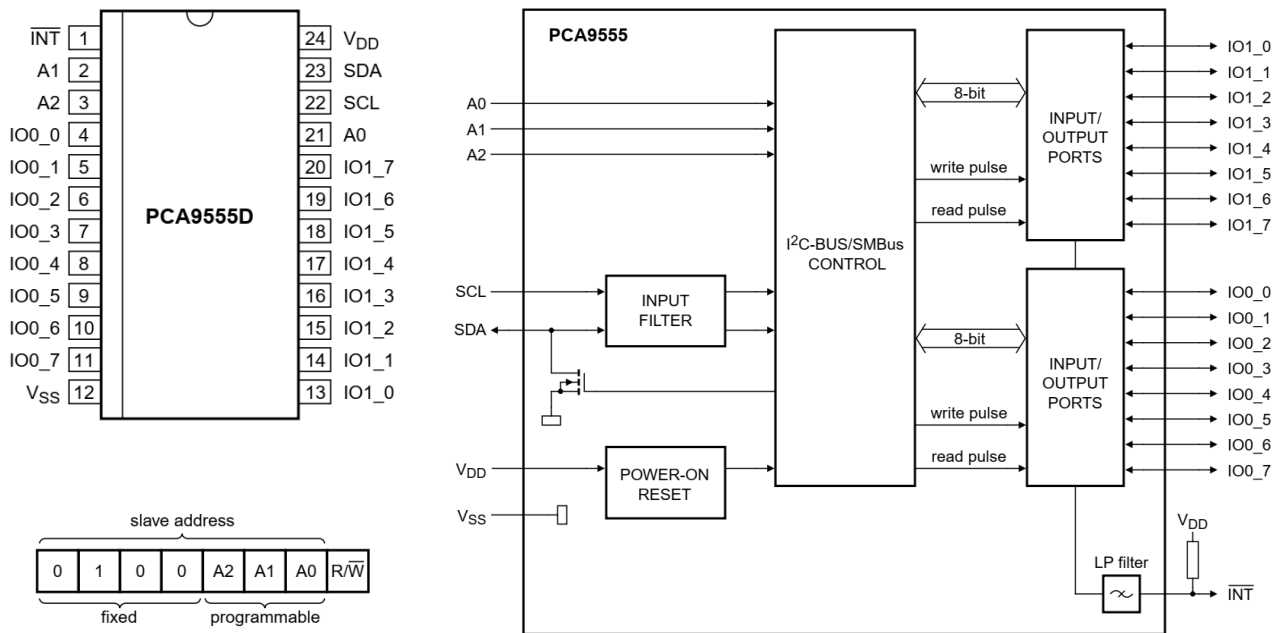 INT 1 24 VDD
A1 2 23 SDA
A2 3 22 SCL
IO0_0 4 21 A0
IO0_1 5 20 IO1_7
IO0_2 6 19 IO1_6
PCA9555D
IO0_3 7 18 IO1_5
IO0_4 8 17 IO1_4
IO0_5 9 16 IO1_3
IO0_6 10 15 IO1_2
IO0_7 11 14 IO1_1
VSS 12 13 IO1_0
slave address
0 1 0 0 A2 A1 A0 R/W
fixed programmable
PCA9555
A0
A1
A2
SCL
SDA
VDD
VSS
INPUT
FILTER
POWER-ON
RESET
I2C-BUS/SMBus
CONTROL
8-bit
write pulse
read pulse
INPUT/
OUTPUT
PORTS
IO1_0
IO1_1
IO1_2
IO1_3
IO1_4
IO1_5
IO1_6
IO1_7
8-bit
write pulse
read pulse
INPUT/
OUTPUT
PORTS
IO0_0
IO0_1
IO0_2
IO0_3
IO0_4
IO0_5
IO0_6
IO0_7
VDD
LP filter
INT